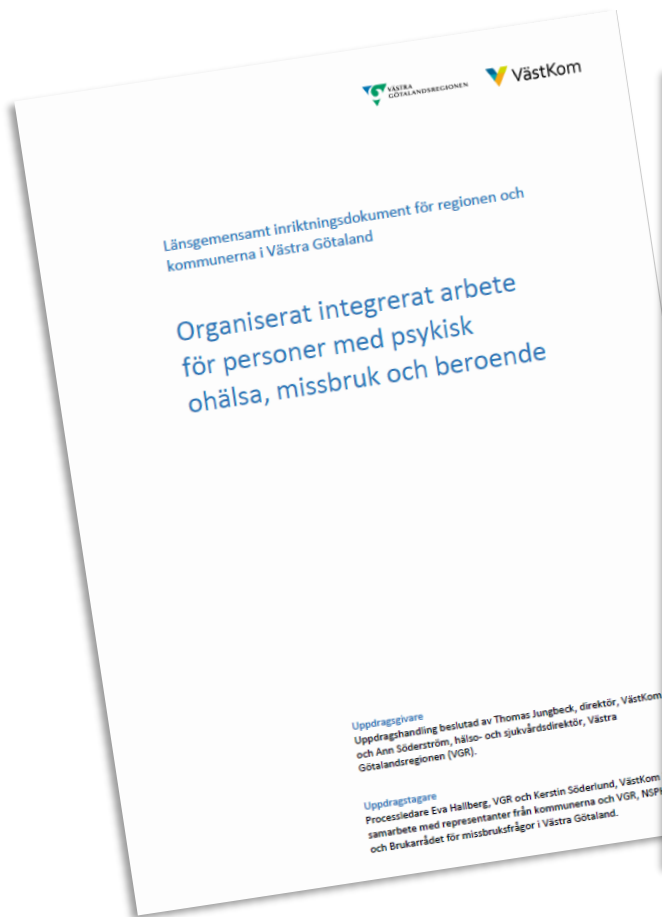 VÄSTRA
GÖTALANDSREGIONEN
VästKom
Länsgemensamt inriktningsdokument för regionen och
kommunerna i Västra Götaland
Organiserat integrerat arbete
för personer med psykisk
ohälsa, missbruk och beroende
Uppdragsgivare
Uppdragshandling beslutad av Thomas Jungbeck, direktör, VästKom
och Ann Söderström, hälso- och sjukvårdsdirektör, Västra
Götalandsregionen (VGR).
Uppdragstagare
Processledare Eva Hallberg, VGR och Kerstin Söderlund, VästKom
samarbete med representanter från kommunerna och VGR, NSPH
och Brukarrådet för missbruksfrågor i Västra Götaland.